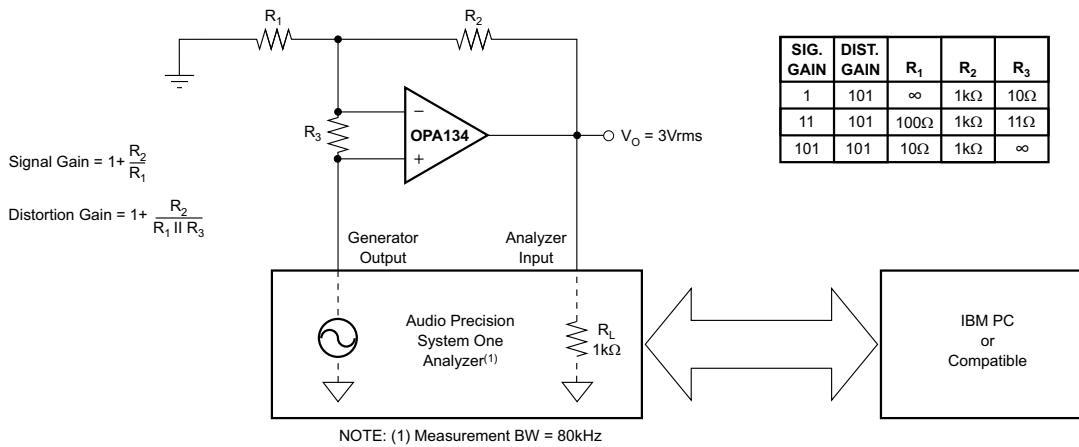 R1
R2
SIG. GAIN DIST. GAIN R1 R2 R3
1 101 ∞ 1kΩ 10Ω
11 101 100Ω 1kΩ 11Ω
101 101 10Ω 1kΩ ∞
R3
−
OPA134
+
VO = 3Vrms
Signal Gain = 1+ R2
R1
Distortion Gain = 1+ R2
R1 II R3
Generator
Output
Analyzer
Input
Audio Precision
System One
Analyzer(1)
RL
1kΩ
IBM PC
or
Compatible
NOTE: (1) Measurement BW = 80kHz